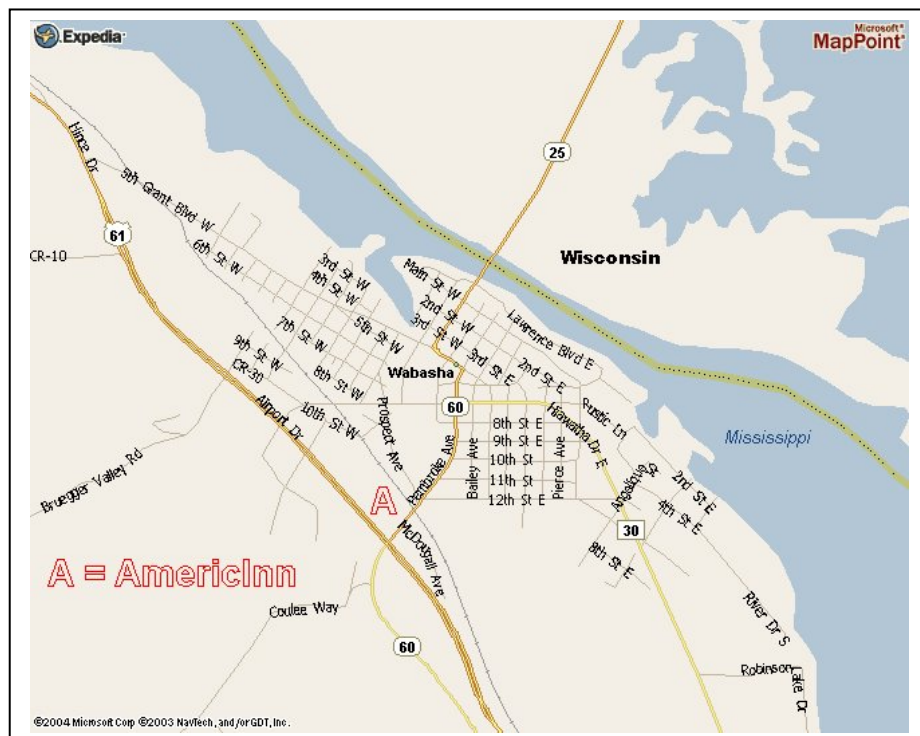 Expedia
Microsoft®
MapPoint®
Hince Dr
5th Grant Blvd W
25
61
6th St W
CR-10
Wisconsin
3rd St W
4th St W
Main St W
2nd St W
3rd St W
Lawrence Blvd E
7th St W
5th St W
3rd St E
2nd St E
9th St W
CR-30
8th St W
Wabasha
Airport Dr
10th St W
Prospect Ave
60
Hiawatha Dr E
Rustic Ln
8th St E
9th St E
10th St
11th St
12th St E
Bailey Ave
Pierce Ave
Mississippi
Bruegger Valley Rd
Pembroke Ave
Angelique St
2nd St E
4th St E
A
McDougall Ave
30
8th St E
A = AmericInn
Coulee Way
60
River Dr S
Robinson
Lake Dr
©2004 Microsoft Corp ©2003 NavTech, and/or GDT, Inc.